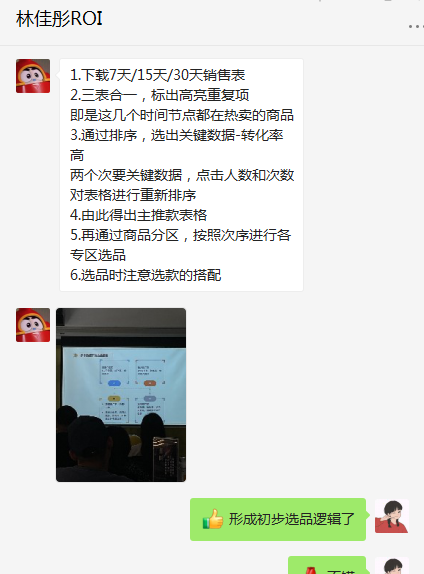 林佳彤ROI
1.下载7天/15天/30天销售表
2.三表合一，标出高亮重复项
即是这几个时间节点都在热卖的商品
3.通过排序，选出关键数据-转化率
高
两个次要关键数据，点击人数和次数
对表格进行重新排序
4.由此得出主推款表格
5.再通过商品分区，按照次序进行各
专区选品
6.选品时注意选款的搭配
👍 形成初步选品逻辑了